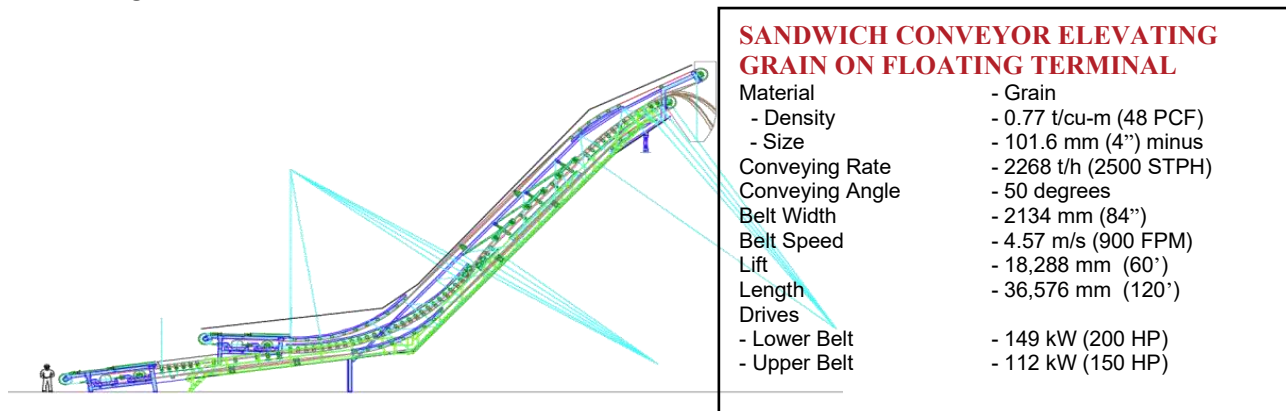 SANDWICH CONVEYOR ELEVATING
GRAIN ON FLOATING TERMINAL
Material - Grain
- Density - 0.77 t/cu-m (48 PCF)
- Size - 101.6 mm (4”) minus
Conveying Rate - 2268 t/h (2500 STPH)
Conveying Angle - 50 degrees
Belt Width - 2134 mm (84”)
Belt Speed - 4.57 m/s (900 FPM)
Lift - 18,288 mm (60’)
Length - 36,576 mm (120’)
Drives
- Lower Belt - 149 kW (200 HP)
- Upper Belt - 112 kW (150 HP)